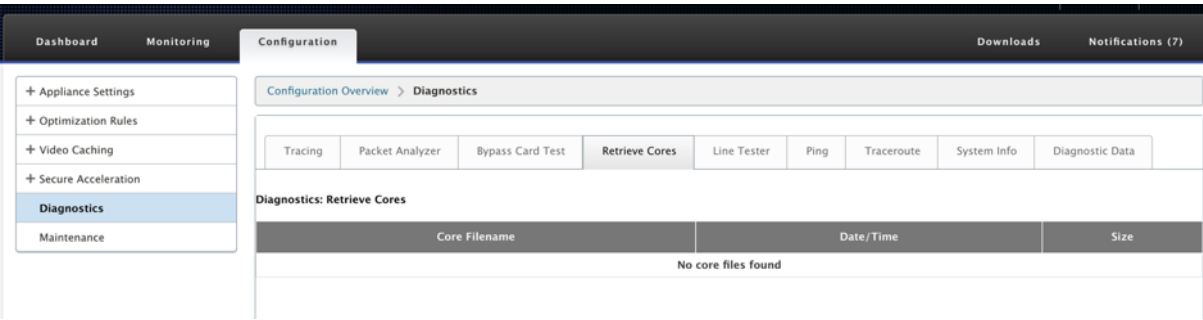 Dashboard Monitoring Configuration Downloads Notifications (7)
+ Appliance Settings
+ Optimization Rules
+ Video Caching
+ Secure Acceleration
Diagnostics
Maintenance
Configuration Overview > Diagnostics
Tracing Packet Analyzer Bypass Card Test Retrieve Cores Line Tester Ping Traceroute System Info Diagnostic Data
Diagnostics: Retrieve Cores
Core Filename Date/Time Size
No core files found